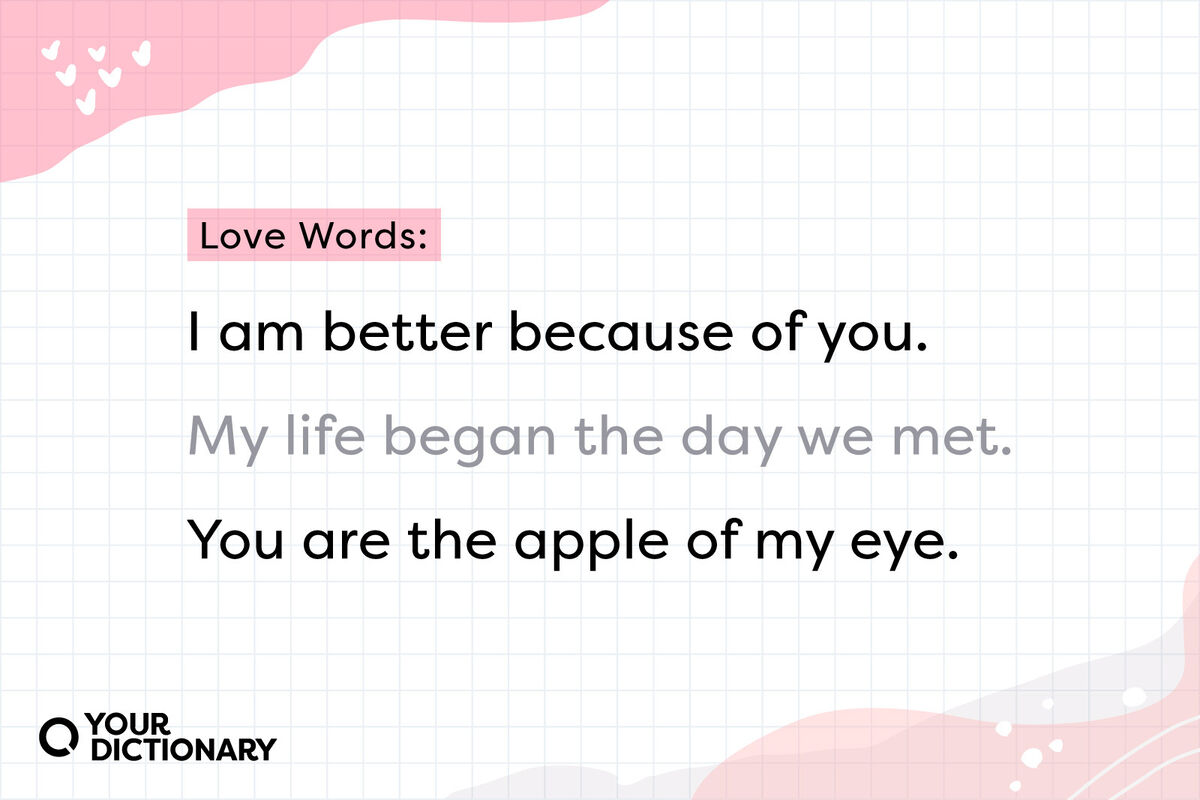 Love Words:
I am better because of you.
My life began the day we met.
You are the apple of my eye.
YOUR
DICTIONARY